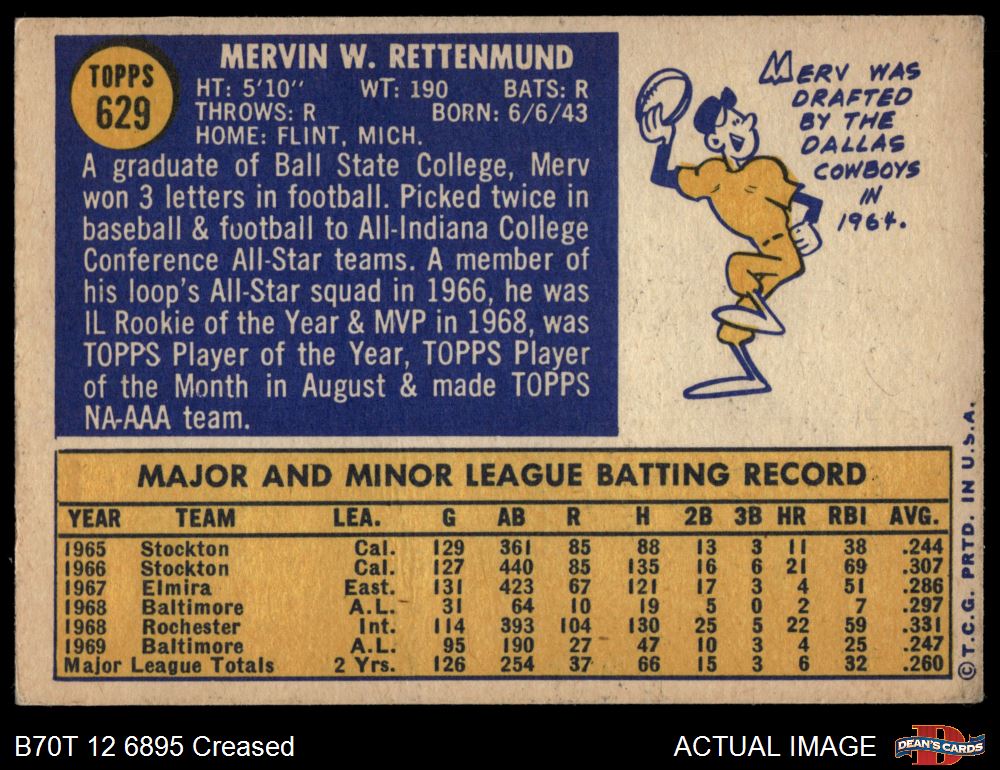 TOPPS
629
MERVIN W. RETTENMUND
HT: 5'10" WT: 190 BATS: R
THROWS: R BORN: 6/6/43
HOME: FLINT, MICH.
A graduate of Ball State College, Merv
won 3 letters in football. Picked twice in
baseball & football to All-Indiana College
Conference All-Star teams. A member of
his loop's All-Star squad in 1966, he was
IL Rookie of the Year & MVP in 1968, was
TOPPS Player of the Year, TOPPS Player
of the Month in August & made TOPPS
NA-AAA team.
MERV WAS
DRAFTED
BY THE
DALLAS
COWBOYS
IN
1964.
MAJOR AND MINOR LEAGUE BATTING RECORD
YEAR TEAM LEA. G AB R H 2B 3B HR RBI AVG.
1965 Stockton Cal. 129 361 85 88 13 3 11 38 .244
1966 Stockton Cal. 127 440 85 135 16 6 21 69 .307
1967 Elmira East. 131 423 67 121 17 3 4 51 .286
1968 Baltimore A.L. 31 64 10 19 5 0 2 7 .297
1968 Rochester Int. 114 393 104 130 25 5 22 59 .331
1969 Baltimore A.L. 95 190 27 47 10 3 4 25 .247
Major League Totals 2 Yrs. 126 254 37 66 15 3 6 32 .260
©T.C.G. PRTD. IN U.S.A.
B70T 12 6895 Creased
ACTUAL IMAGE
DEAN'S CARDS